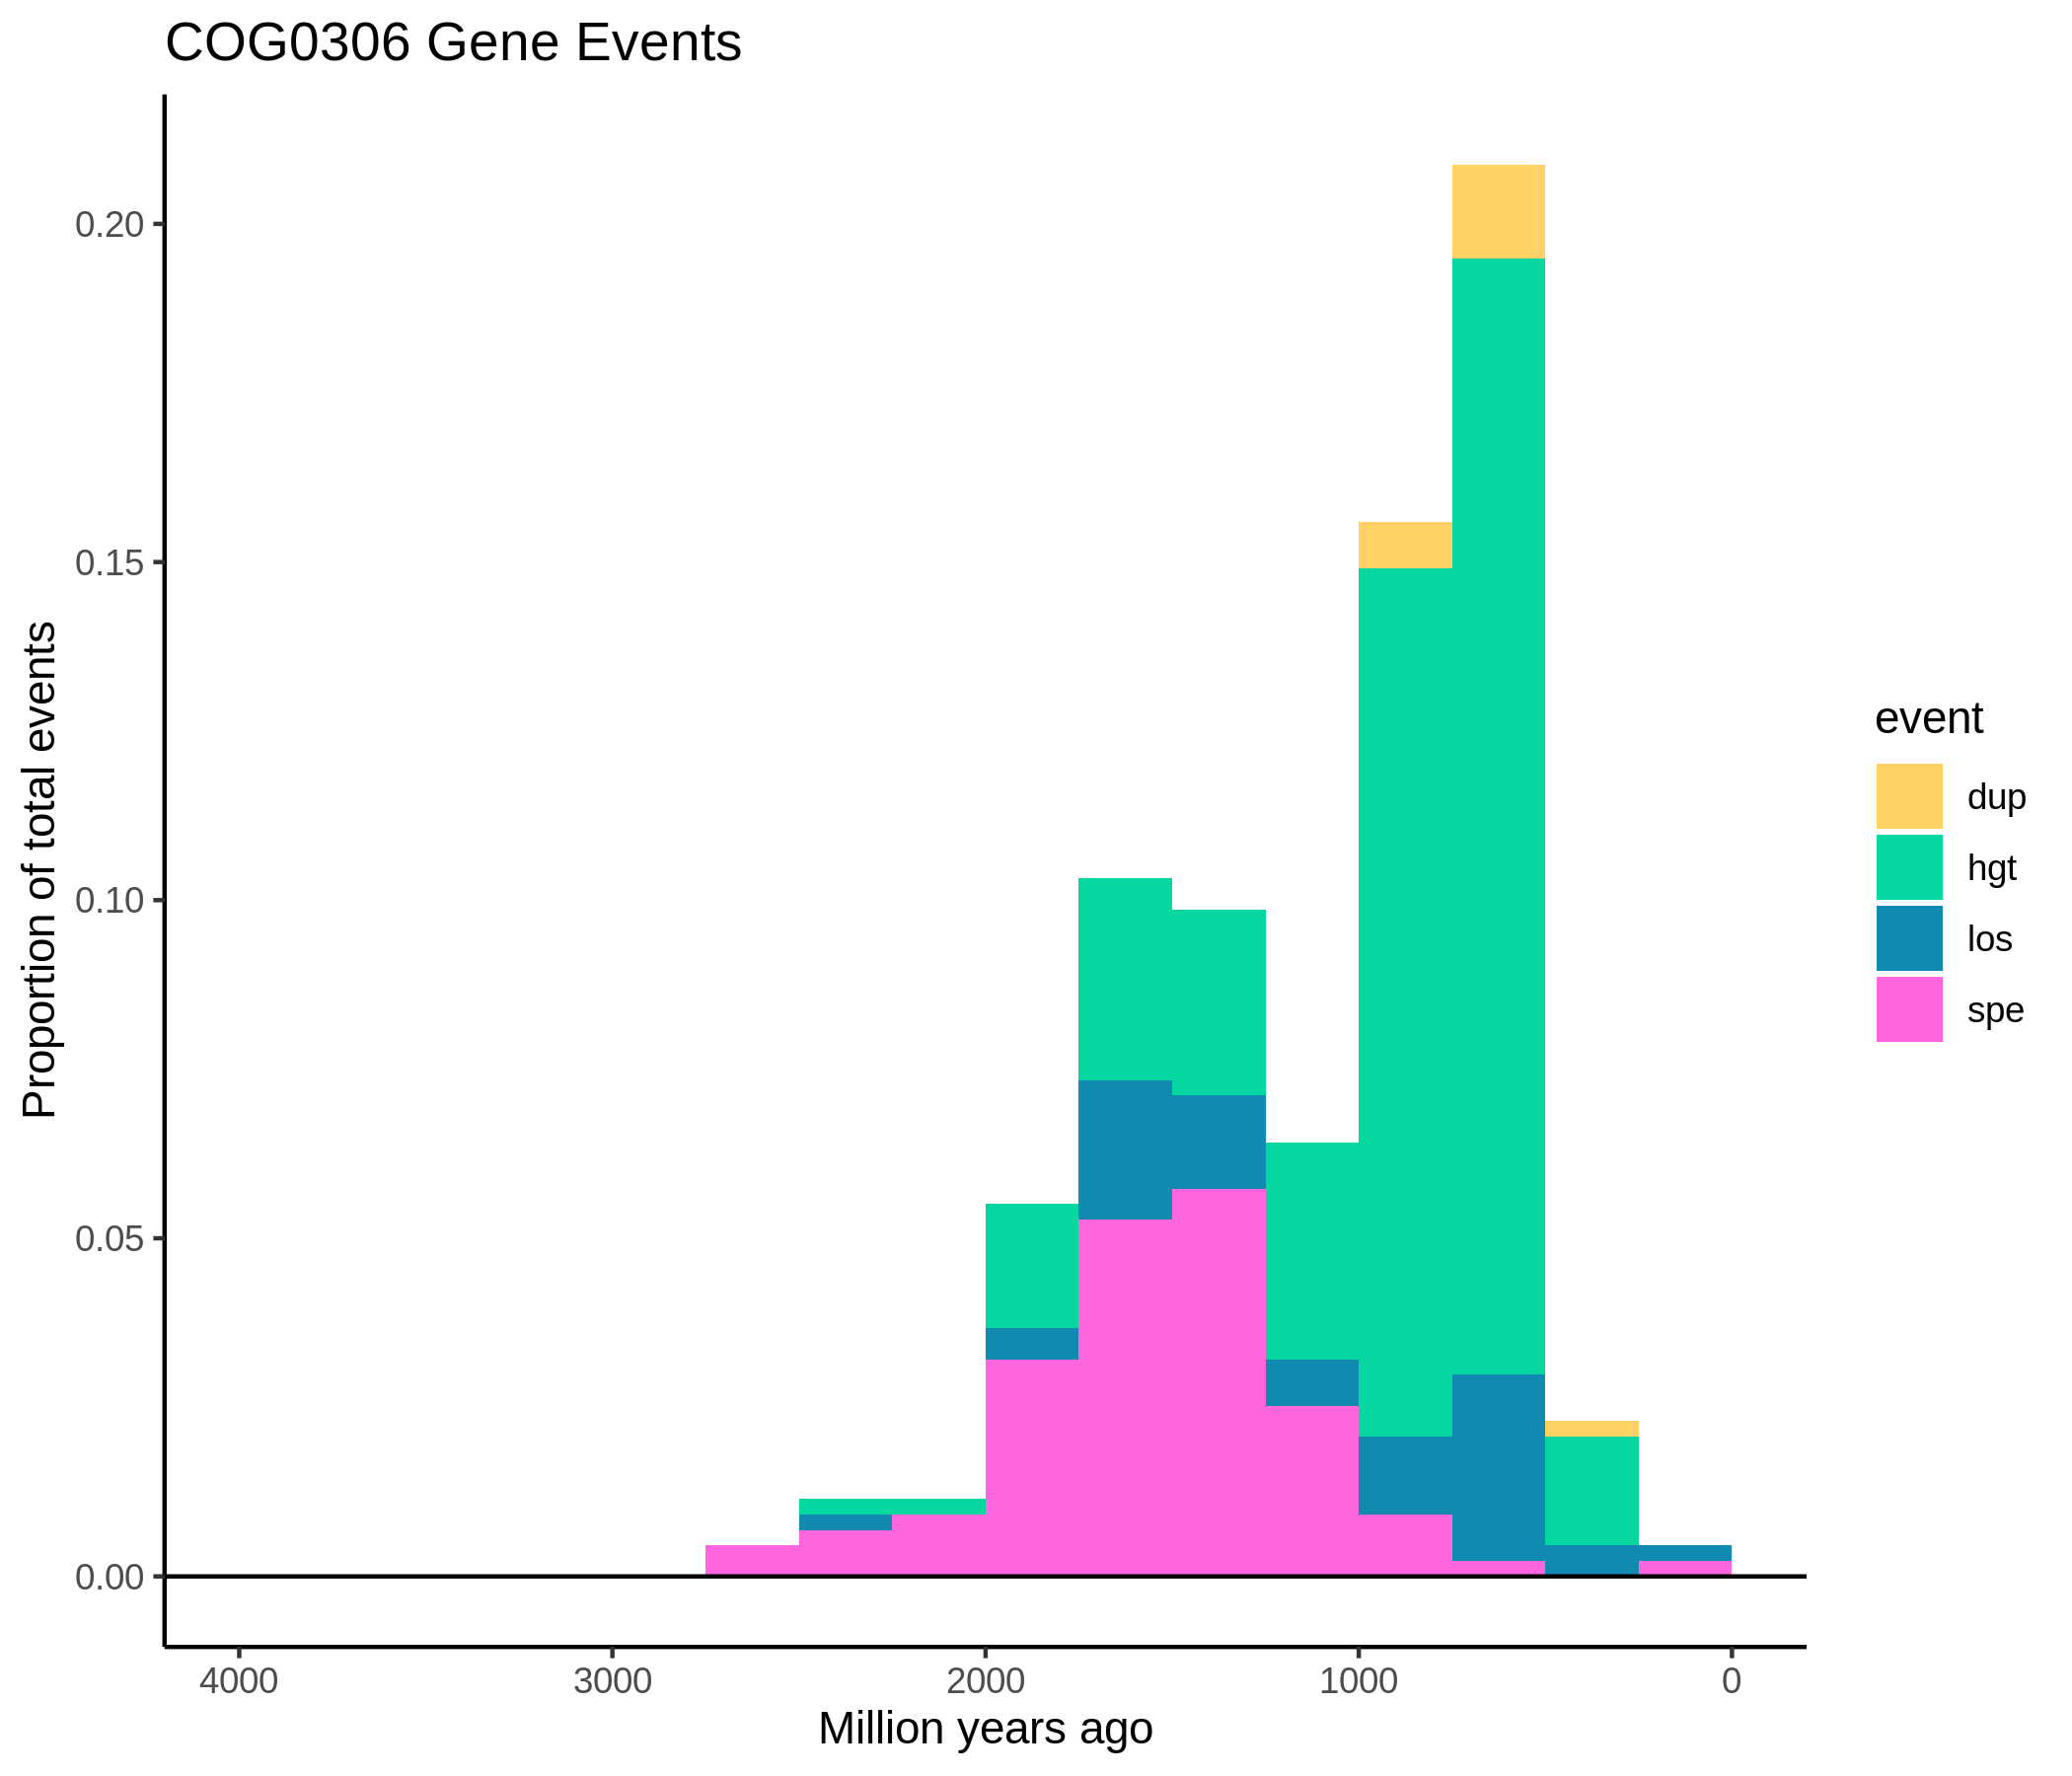 COG0306 Gene Events
Proportion of total events
0.20
0.15
0.10
0.05
0.00
4000 3000 2000 1000 0
Million years ago
event
dup
hgt
los
spe